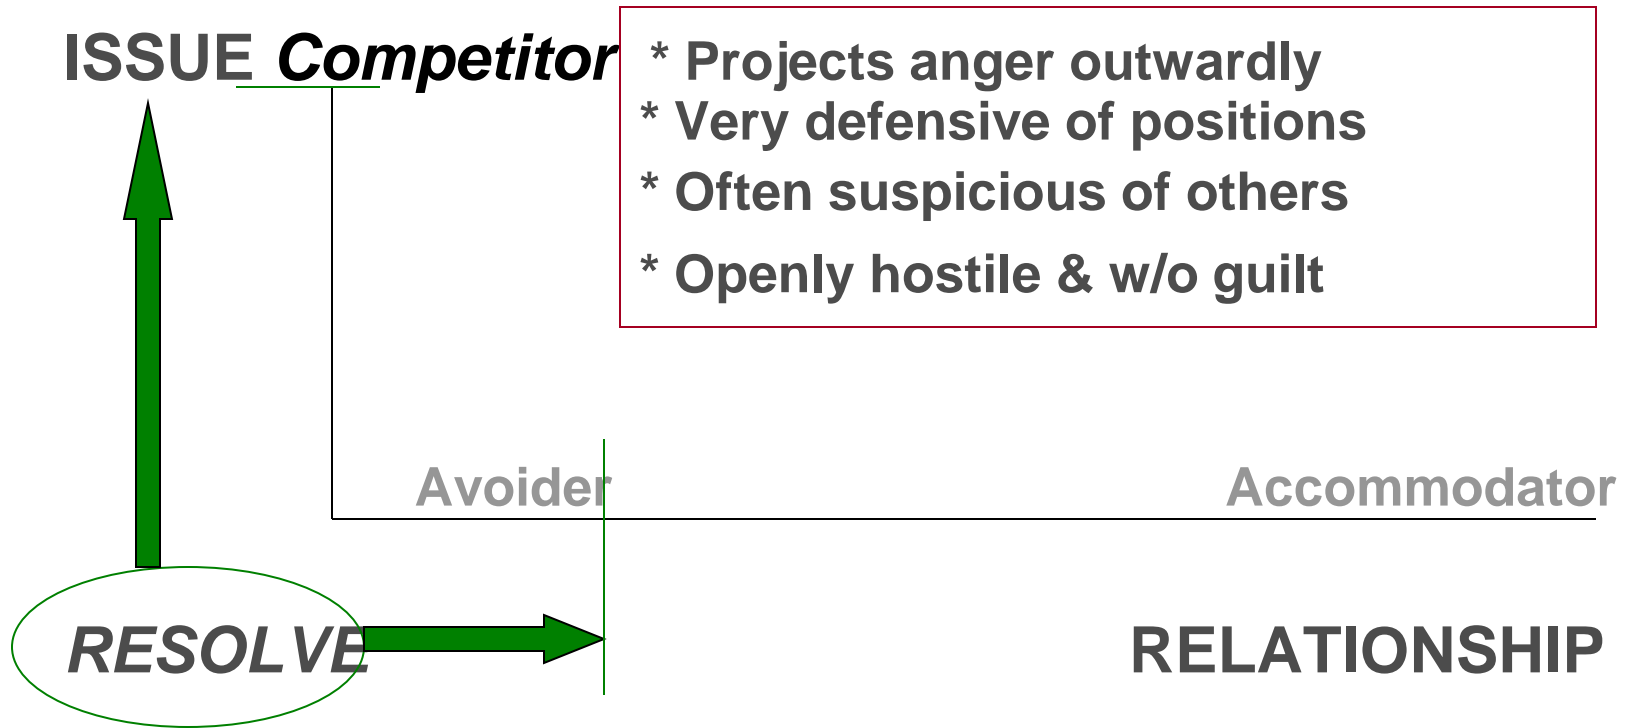 ISSUE Competitor
* Projects anger outwardly
* Very defensive of positions
* Often suspicious of others
* Openly hostile & w/o guilt
Avoider Accommodator
RESOLVE RELATIONSHIP